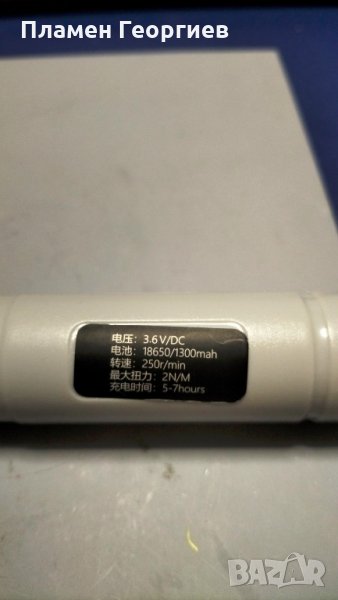 Пламен Георгиев
电压：3.6V/DC
电池：18650/1300mah
转速：250r/min
最大扭力：2N/M
充电时间：5-7hours
BAZAR